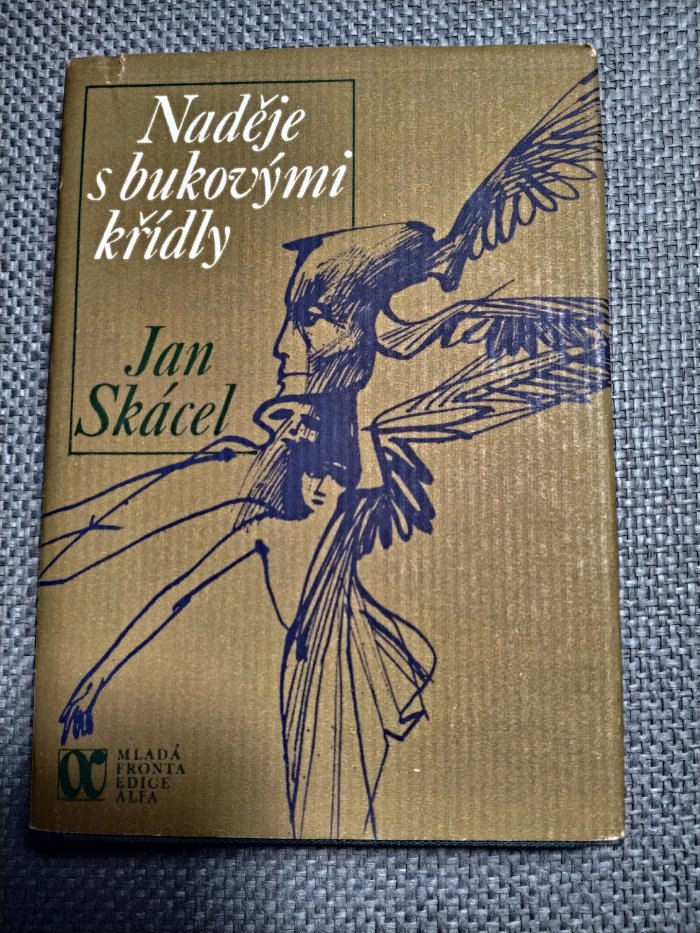 Naděje
s bukovými
křídly
Jan
Skácel
α
MLADÁ
FRONTA
EDICE
ALFA